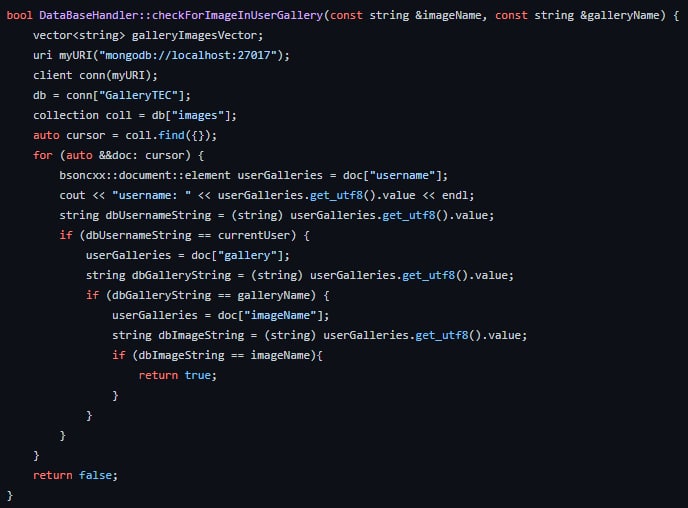 bool DataBaseHandler::checkForImageInUserGallery(const string &imageName, const string &galleryName) {
    vector<string> galleryImagesVector;
    uri myURI("mongodb://localhost:27017");
    client conn(myURI);
    db = conn["GalleryTEC"];
    collection coll = db["images"];
    auto cursor = coll.find({});
    for (auto &&doc: cursor) {
        bsoncxx::document::element userGalleries = doc["username"];
        cout << "username: " << userGalleries.get_utf8().value << endl;
        string dbUsernameString = (string) userGalleries.get_utf8().value;
        if (dbUsernameString == currentUser) {
            userGalleries = doc["gallery"];
            string dbGalleryString = (string) userGalleries.get_utf8().value;
            if (dbGalleryString == galleryName) {
                userGalleries = doc["imageName"];
                string dbImageString = (string) userGalleries.get_utf8().value;
                if (dbImageString == imageName){
                    return true;
                }
            }
        }
    }
    return false;
}